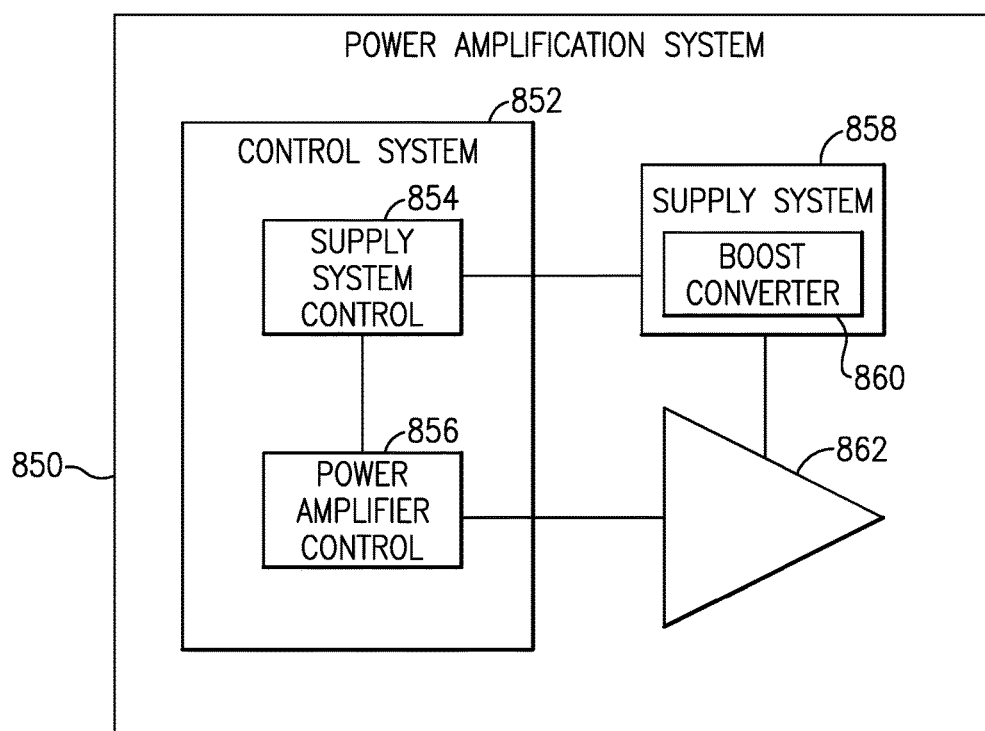 POWER AMPLIFICATION SYSTEM
852
CONTROL SYSTEM
854
SUPPLY
SYSTEM
CONTROL
858
SUPPLY SYSTEM
BOOST
CONVERTER
860
856
POWER
AMPLIFIER
CONTROL
862
850